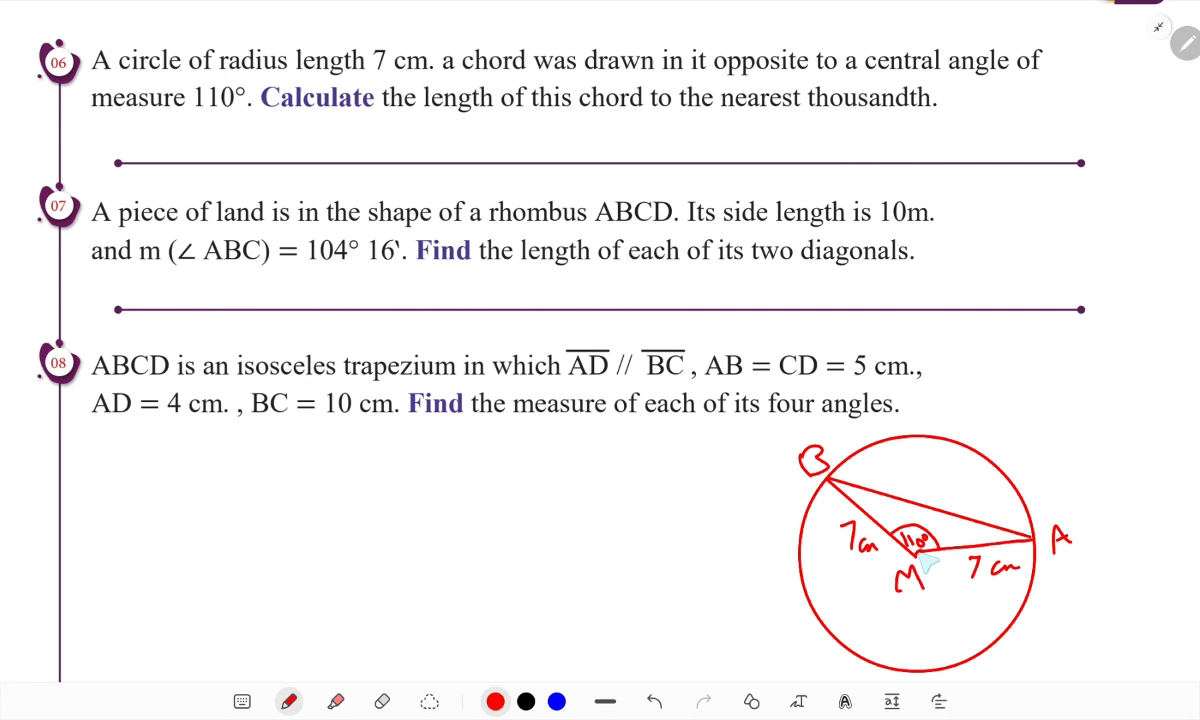 06 A circle of radius length 7 cm. a chord was drawn in it opposite to a central angle of
measure 110°. Calculate the length of this chord to the nearest thousandth.
07 A piece of land is in the shape of a rhombus ABCD. Its side length is 10m.
and m (∠ ABC) = 104° 16‵. Find the length of each of its two diagonals.
08 ABCD is an isosceles trapezium in which A̅D̅ // B̅C̅ , AB = CD = 5 cm.,
AD = 4 cm. , BC = 10 cm. Find the measure of each of its four angles.
B
7cm 110° A
M 7 cm